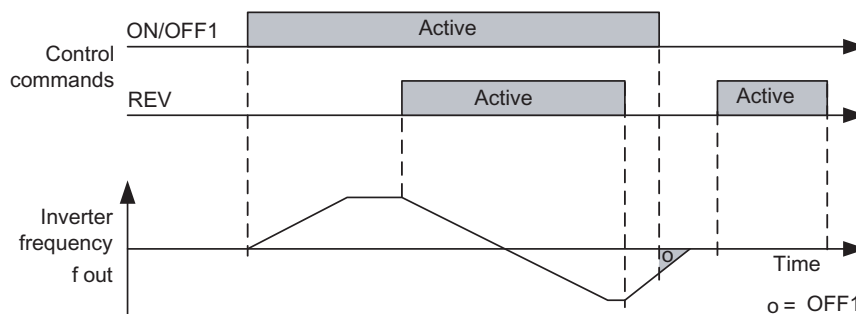 ON/OFF1
Active
Control
commands
REV
Active
Active
Inverter
frequency
f out
o
Time
o = OFF1